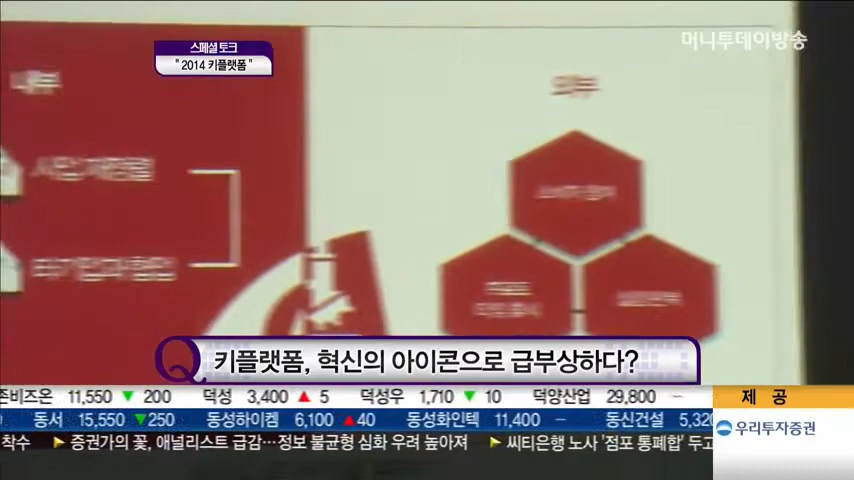 스페셜 토크
머니투데이방송
" 2014 키플랫폼 "
내부
외부
Q 키플랫폼, 혁신의 아이콘으로 급부상하다?
존비즈온 11,550 ▼ 200 덕성 3,400 ▲ 5 덕성우 1,710 ▼ 10 덕양산업 29,800 –
제 공
동서 15,550 ▼250 동성하이켐 6,100 ▲40 동성화인텍 11,400 – 동신건설 5,320
우리투자증권
착수 ▶ 증권가의 꽃, 애널리스트 급감…정보 불균형 심화 우려 높아져 ▶ 씨티은행 노사 '점포 통폐합' 두고